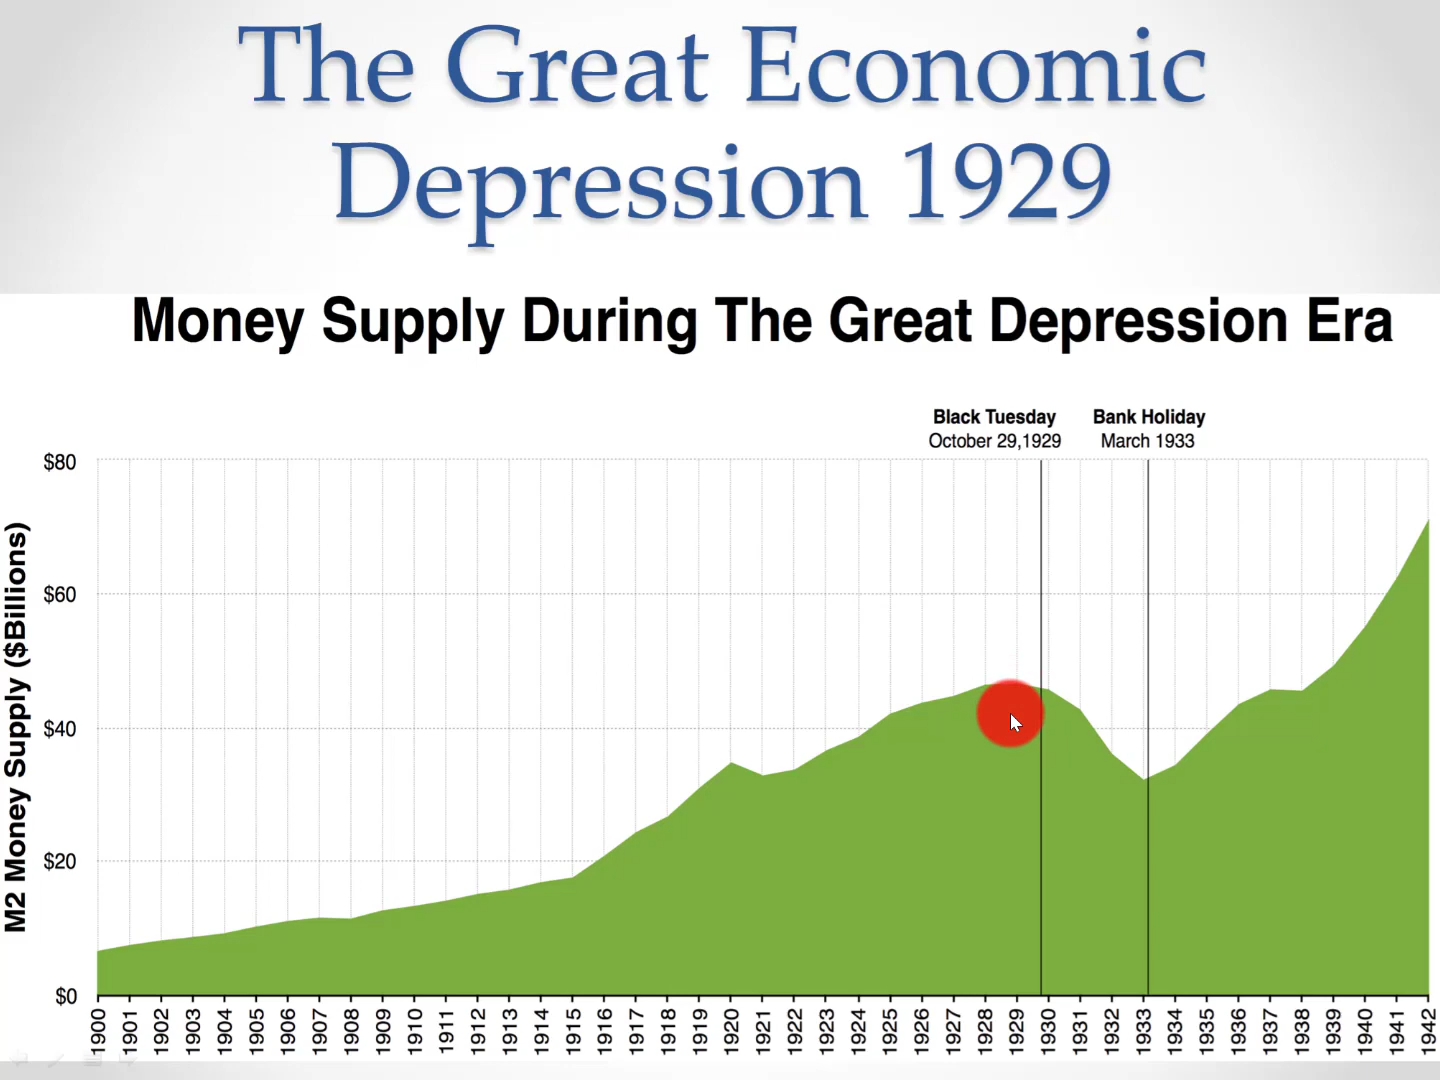 The Great Economic
Depression 1929
Money Supply During The Great Depression Era
Black Tuesday
October 29,1929
Bank Holiday
March 1933
M2 Money Supply ($Billions)
$80
$60
$40
$20
$0
1900 1901 1902 1903 1904 1905 1906 1907 1908 1909 1910 1911 1912 1913 1914 1915 1916 1917 1918 1919 1920 1921 1922 1923 1924 1925 1926 1927 1928 1929 1930 1931 1932 1933 1934 1935 1936 1937 1938 1939 1940 1941 1942